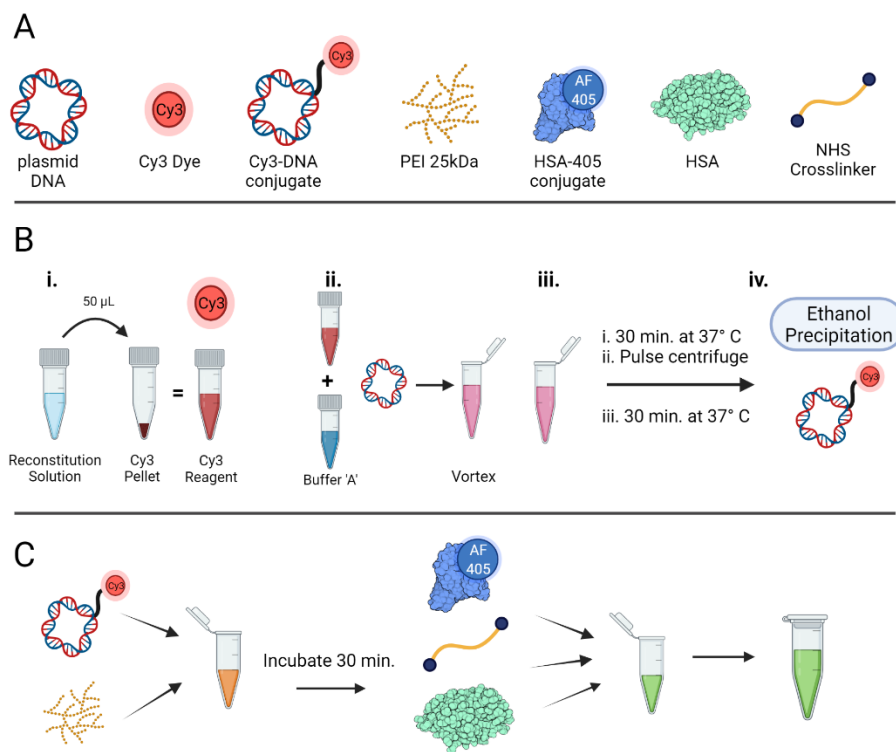 A
Cy3
Cy3
AF
405
plasmid
DNA
Cy3 Dye
Cy3-DNA
conjugate
PEI 25kDa
HSA-405
conjugate
HSA
NHS
Crosslinker
B
i.
50 µL
Cy3
=
Reconstitution
Solution
Cy3
Pellet
Cy3
Reagent
ii.
+
Buffer 'A'
Vortex
iii.
i. 30 min. at 37° C
ii. Pulse centrifuge
iii. 30 min. at 37° C
iv.
Ethanol
Precipitation
Cy3
C
Cy3
Incubate 30 min.
AF
405